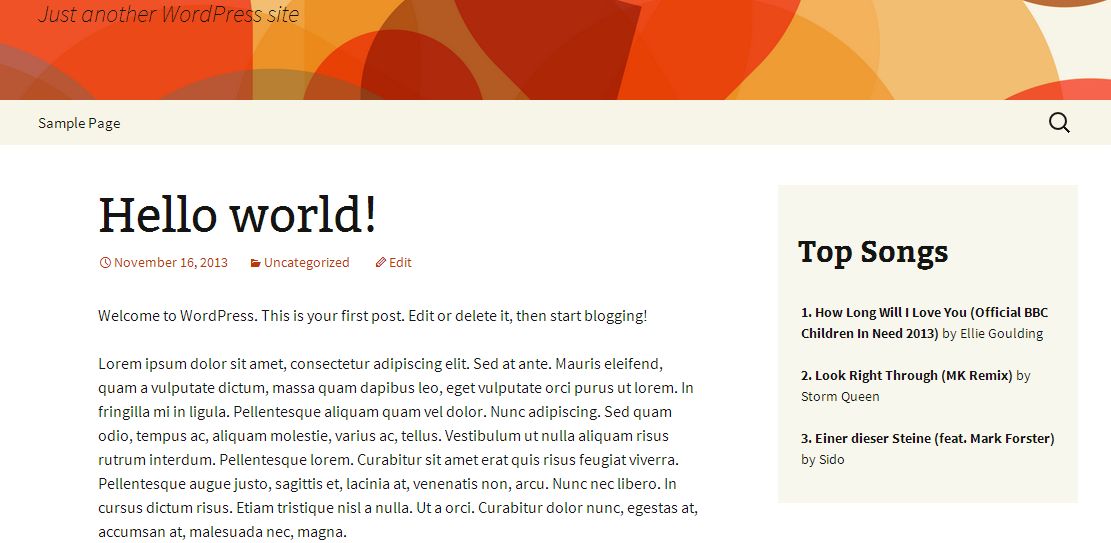 Just another WordPress site
Sample Page
Hello world!
November 16, 2013 Uncategorized Edit
Welcome to WordPress. This is your first post. Edit or delete it, then start blogging!
Lorem ipsum dolor sit amet, consectetur adipiscing elit. Sed at ante. Mauris eleifend,
quam a vulputate dictum, massa quam dapibus leo, eget vulputate orci purus ut lorem. In
fringilla mi in ligula. Pellentesque aliquam quam vel dolor. Nunc adipiscing. Sed quam
odio, tempus ac, aliquam molestie, varius ac, tellus. Vestibulum ut nulla aliquam risus
rutrum interdum. Pellentesque lorem. Curabitur sit amet erat quis risus feugiat viverra.
Pellentesque augue justo, sagittis et, lacinia at, venenatis non, arcu. Nunc nec libero. In
cursus dictum risus. Etiam tristique nisl a nulla. Ut a orci. Curabitur dolor nunc, egestas at,
accumsan at, malesuada nec, magna.
Top Songs
1. How Long Will I Love You (Official BBC
Children In Need 2013) by Ellie Goulding
2. Look Right Through (MK Remix) by
Storm Queen
3. Einer dieser Steine (feat. Mark Forster)
by Sido